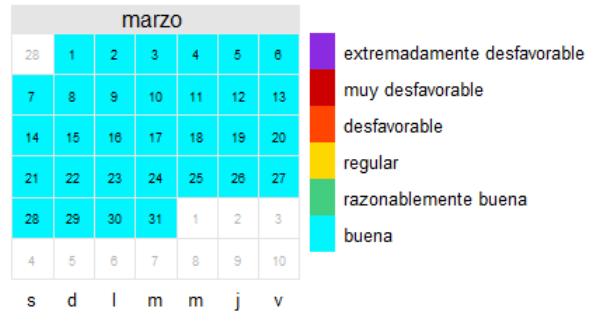 marzo
28 1 2 3 4 5 6
7 8 9 10 11 12 13
14 15 16 17 18 19 20
21 22 23 24 25 26 27
28 29 30 31 1 2 3
4 5 6 7 8 9 10
s d l m m j v
extremadamente desfavorable
muy desfavorable
desfavorable
regular
razonablemente buena
buena